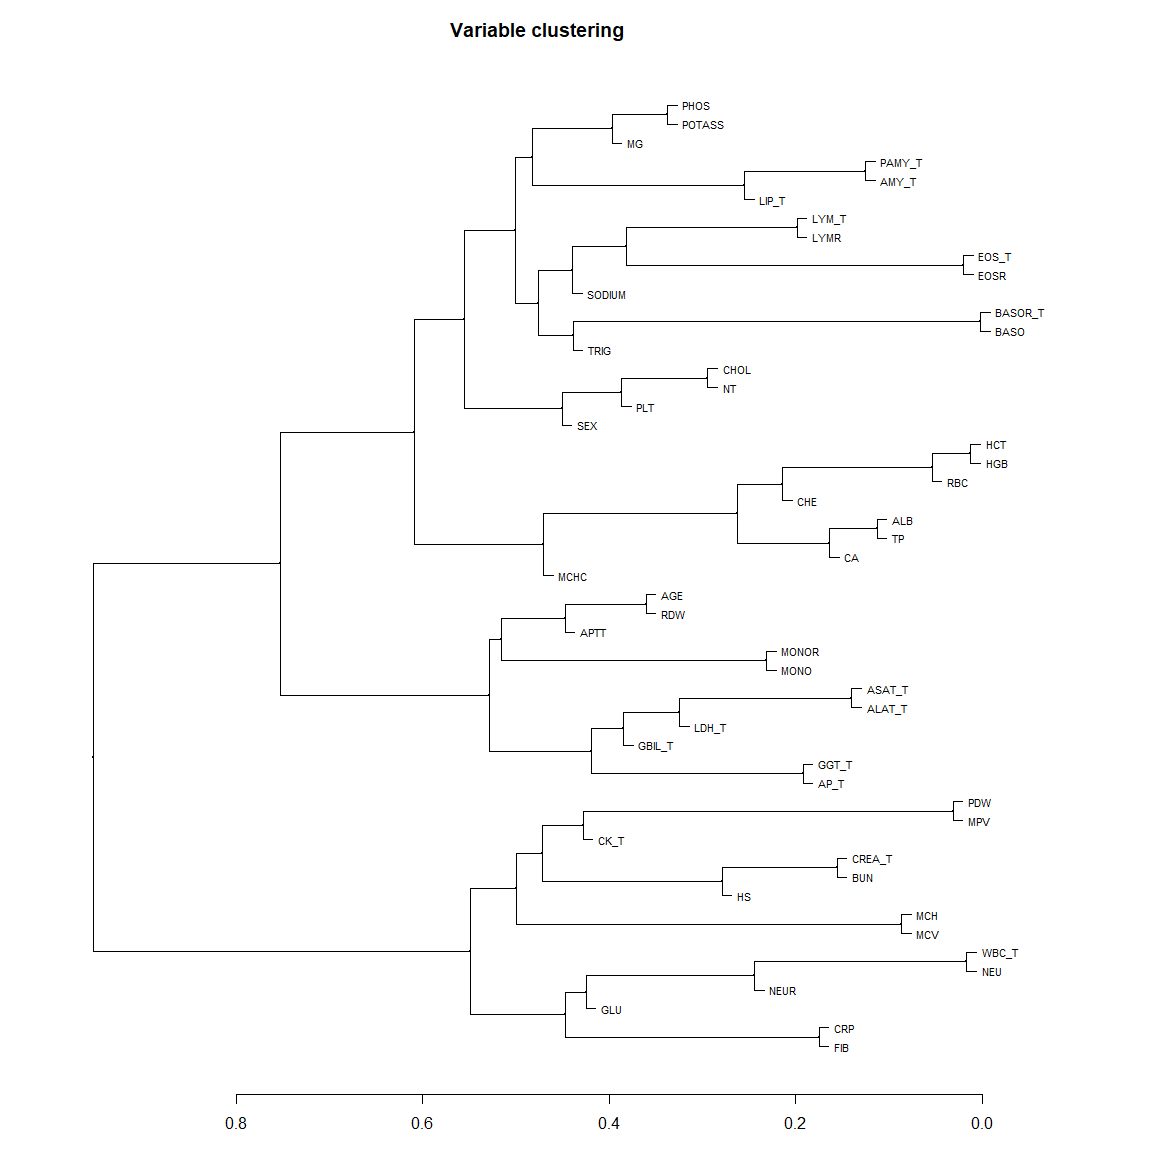 Variable clustering
PHOS
POTASS
MG
PAMY_T
AMY_T
LIP_T
LYM_T
LYMR
EOS_T
EOSR
SODIUM
BASOR_T
BASO
TRIG
CHOL
NT
PLT
SEX
HCT
HGB
RBC
CHE
ALB
TP
CA
MCHC
AGE
RDW
APTT
MONOR
MONO
ASAT_T
ALAT_T
LDH_T
GBIL_T
GGT_T
AP_T
PDW
MPV
CK_T
CREA_T
BUN
HS
MCH
MCV
WBC_T
NEU
NEUR
GLU
CRP
FIB
0.8 0.6 0.4 0.2 0.0